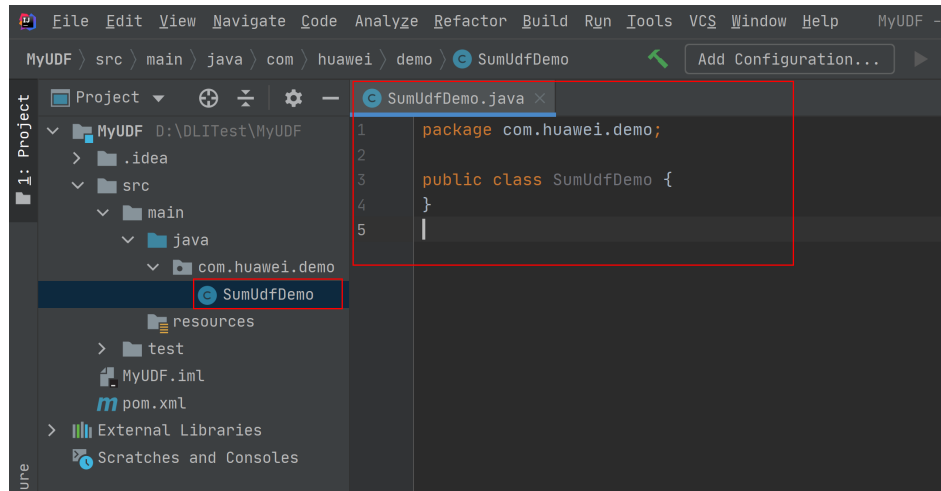 File Edit View Navigate Code Analyze Refactor Build Run Tools VCS Window Help MyUDF -
MyUDF src main java com huawei demo SumUdfDemo Add Configuration...
1: Project
Project
MyUDF D:\DLITest\MyUDF
.idea
src
main
java
com.huawei.demo
SumUdfDemo
resources
test
MyUDF.iml
pom.xml
External Libraries
Scratches and Consoles
SumUdfDemo.java
1 package com.huawei.demo;
2
3 public class SumUdfDemo {
4 }
5